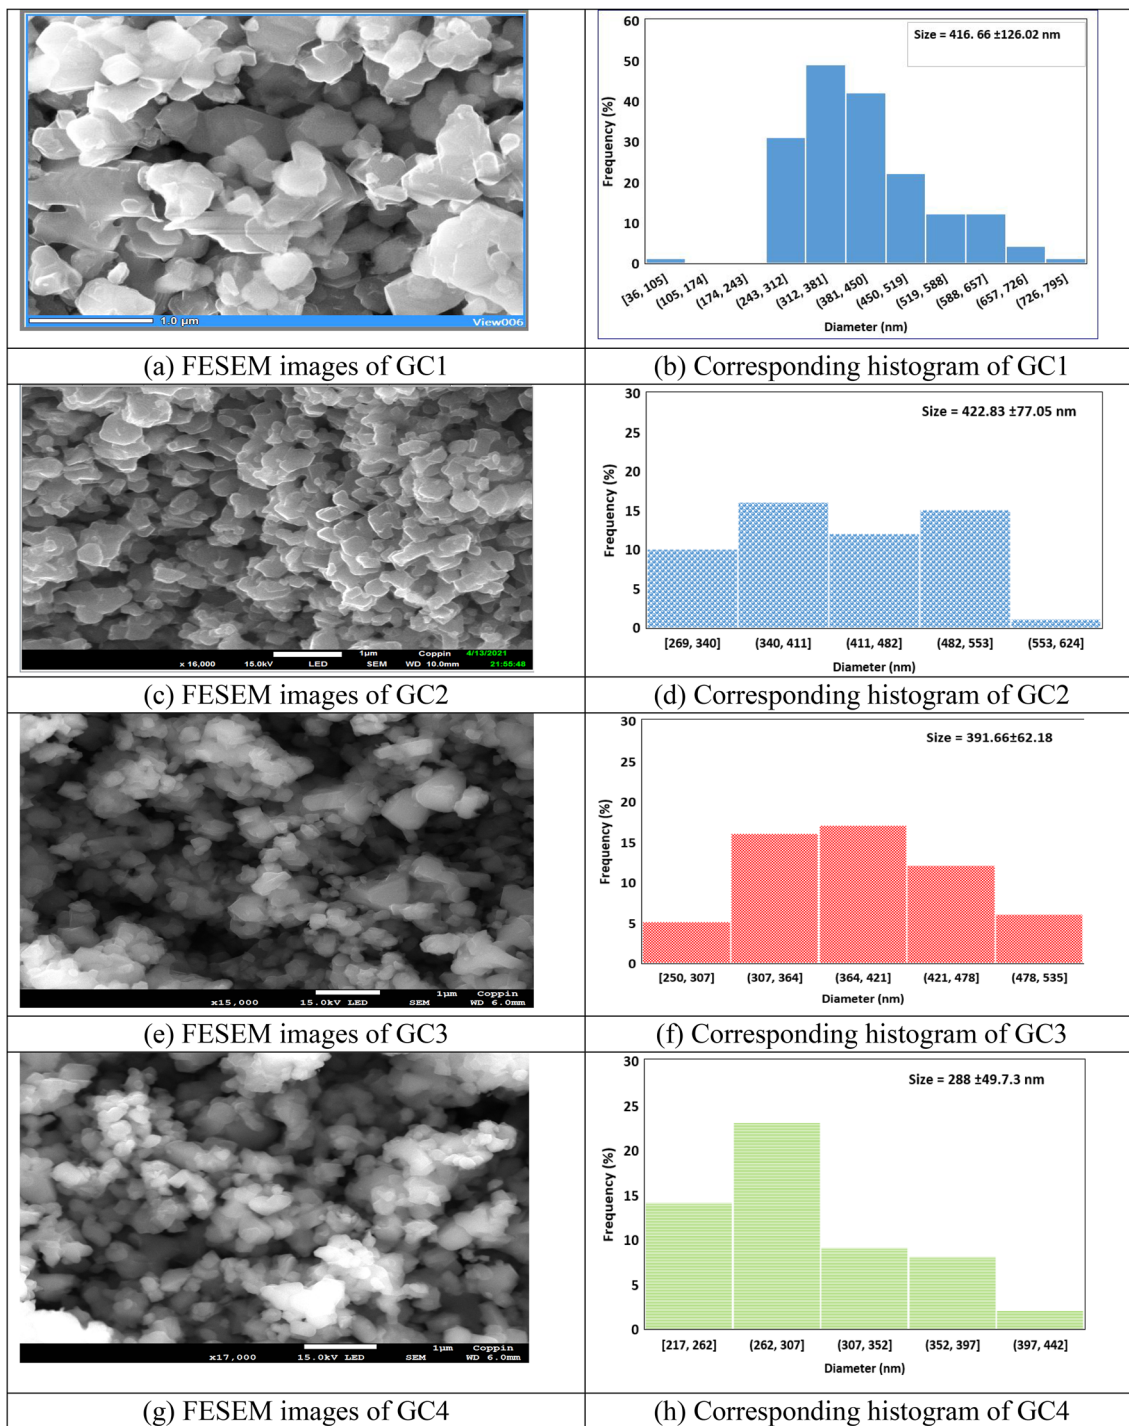 1.0 μm View006
60
50
40
30
20
10
0
Frequency (%)
Size = 416. 66 ±126.02 nm
[36, 105]
(105, 174]
(174, 243]
(243, 312]
(312, 381]
(381, 450]
(450, 519]
(519, 588]
(588, 657]
(657, 726]
(726, 795]
Diameter (nm)
(a) FESEM images of GC1
(b) Corresponding histogram of GC1
1μm Coppin 4/13/2021
x 16,000 15.0kV LED SEM WD 10.0mm 21:55:48
30
25
20
15
10
5
0
Frequency (%)
Size = 422.83 ±77.05 nm
[269, 340] (340, 411] (411, 482] (482, 553] (553, 624]
Diameter (nm)
(c) FESEM images of GC2
(d) Corresponding histogram of GC2
1μm Coppin
x15,000 15.0kV LED SEM WD 6.0mm
30
25
20
15
10
5
0
Frequency (%)
Size = 391.66±62.18
[250, 307] (307, 364] (364, 421] (421, 478] (478, 535]
Diameter (nm)
(e) FESEM images of GC3
(f) Corresponding histogram of GC3
1μm Coppin
x17,000 15.0kV LED SEM WD 6.0mm
30
25
20
15
10
5
0
Frequency (%)
Size = 288 ±49.7.3 nm
[217, 262] (262, 307] (307, 352] (352, 397] (397, 442]
Diameter (nm)
(g) FESEM images of GC4
(h) Corresponding histogram of GC4